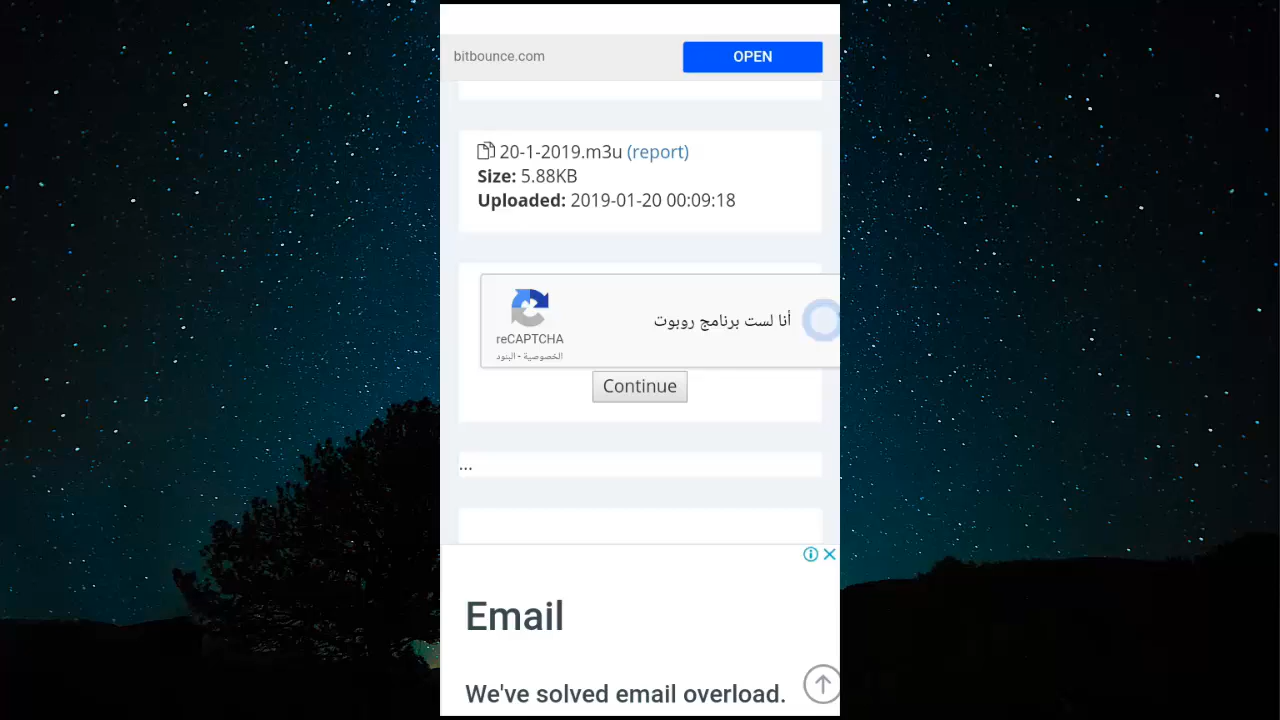 bitbounce.com
OPEN
20-1-2019.m3u (report)
Size: 5.88KB
Uploaded: 2019-01-20 00:09:18
أنا لست برنامج روبوت
reCAPTCHA
الخصوصية - البنود
Continue
...
Email
We've solved email overload.